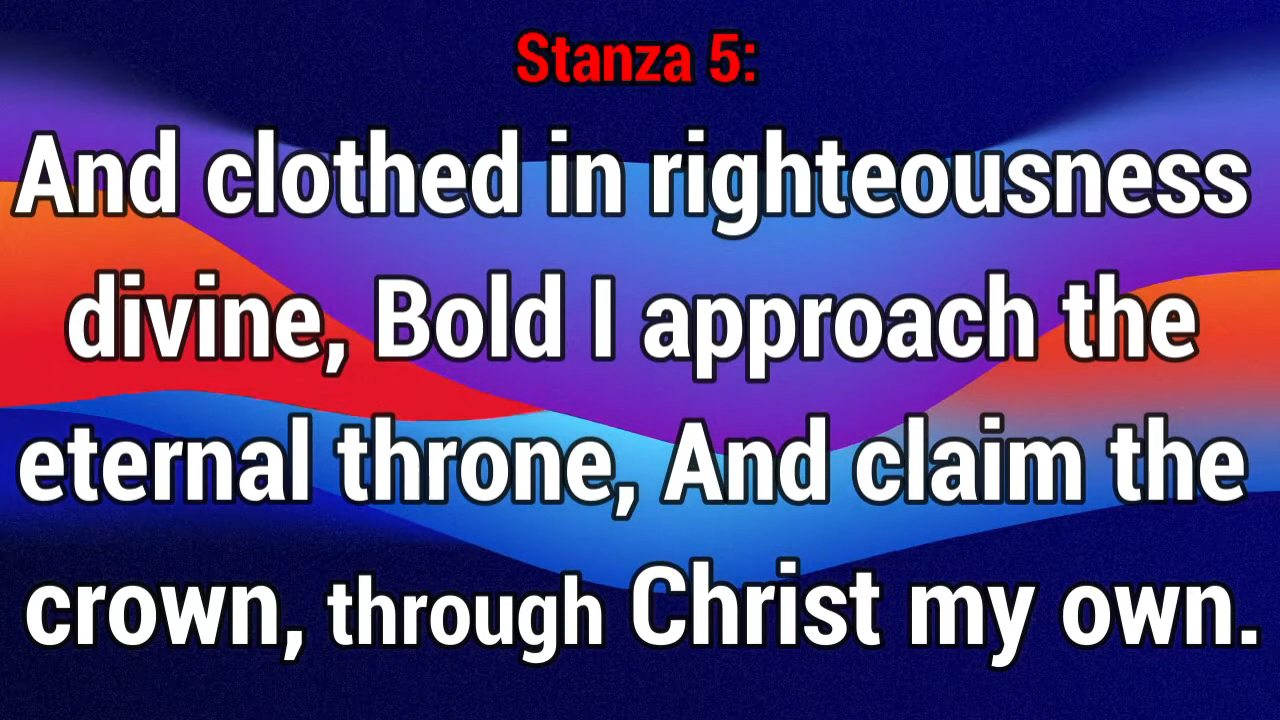 Stanza 5:
And clothed in righteousness
divine, Bold I approach the
eternal throne, And claim the
crown, through Christ my own.